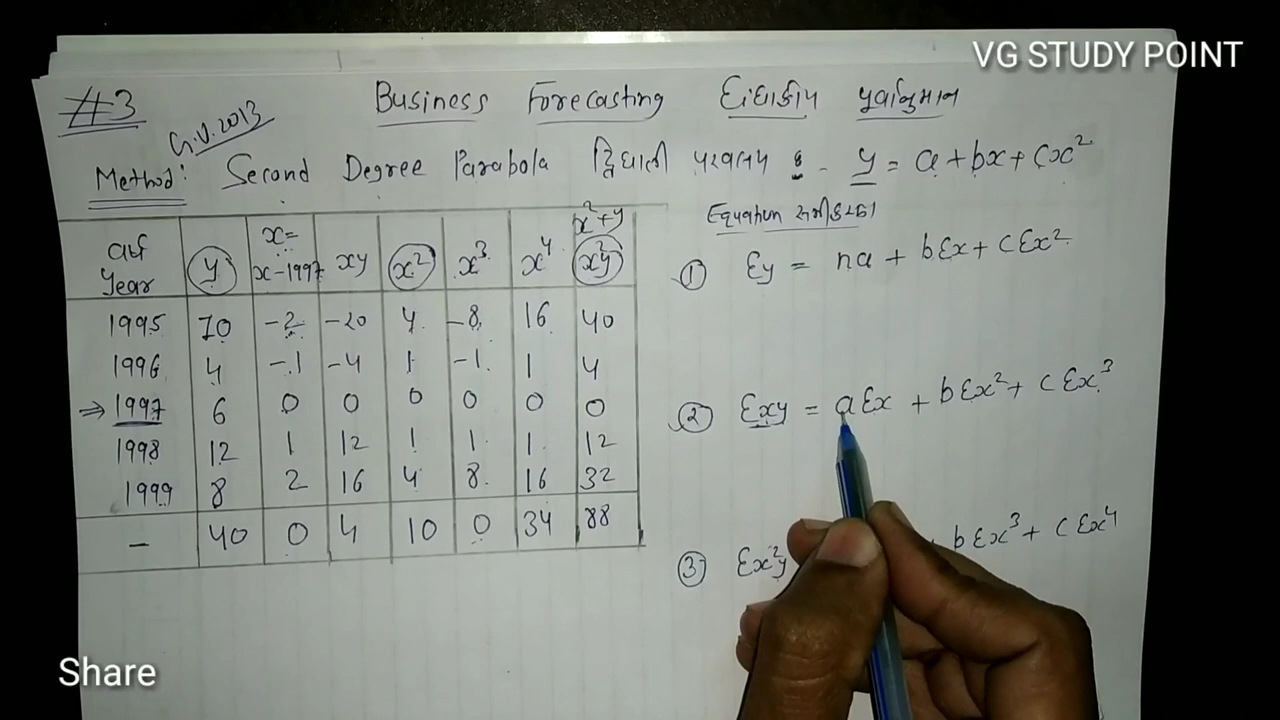 VG STUDY POINT
#3 Business Forecasting ધંધાકીય પૂર્વાનુમાન
G.U. 2013
Method: Second Degree Parabola દ્વિઘાતી પરવલય :- y = a + bx + cx²
Equation સમીકરણ
વર્ષ Year | y | x = x-1997 | xy | x² | x³ | x⁴ | x² + y x²y
1995 | 10 | -2 | -20 | 4 | -8 | 16 | 40
1996 | 4 | -1 | -4 | 1 | -1 | 1 | 4
⇒ 1997 | 6 | 0 | 0 | 0 | 0 | 0 | 0
1998 | 12 | 1 | 12 | 1 | 1 | 1 | 12
1999 | 8 | 2 | 16 | 4 | 8 | 16 | 32
- | 40 | 0 | 4 | 10 | 0 | 34 | 88
① Σy = na + bΣx + cΣx²
② Σxy = aΣx + bΣx² + cΣx³
③ Σx²y + bΣx³ + cΣx⁴
Share